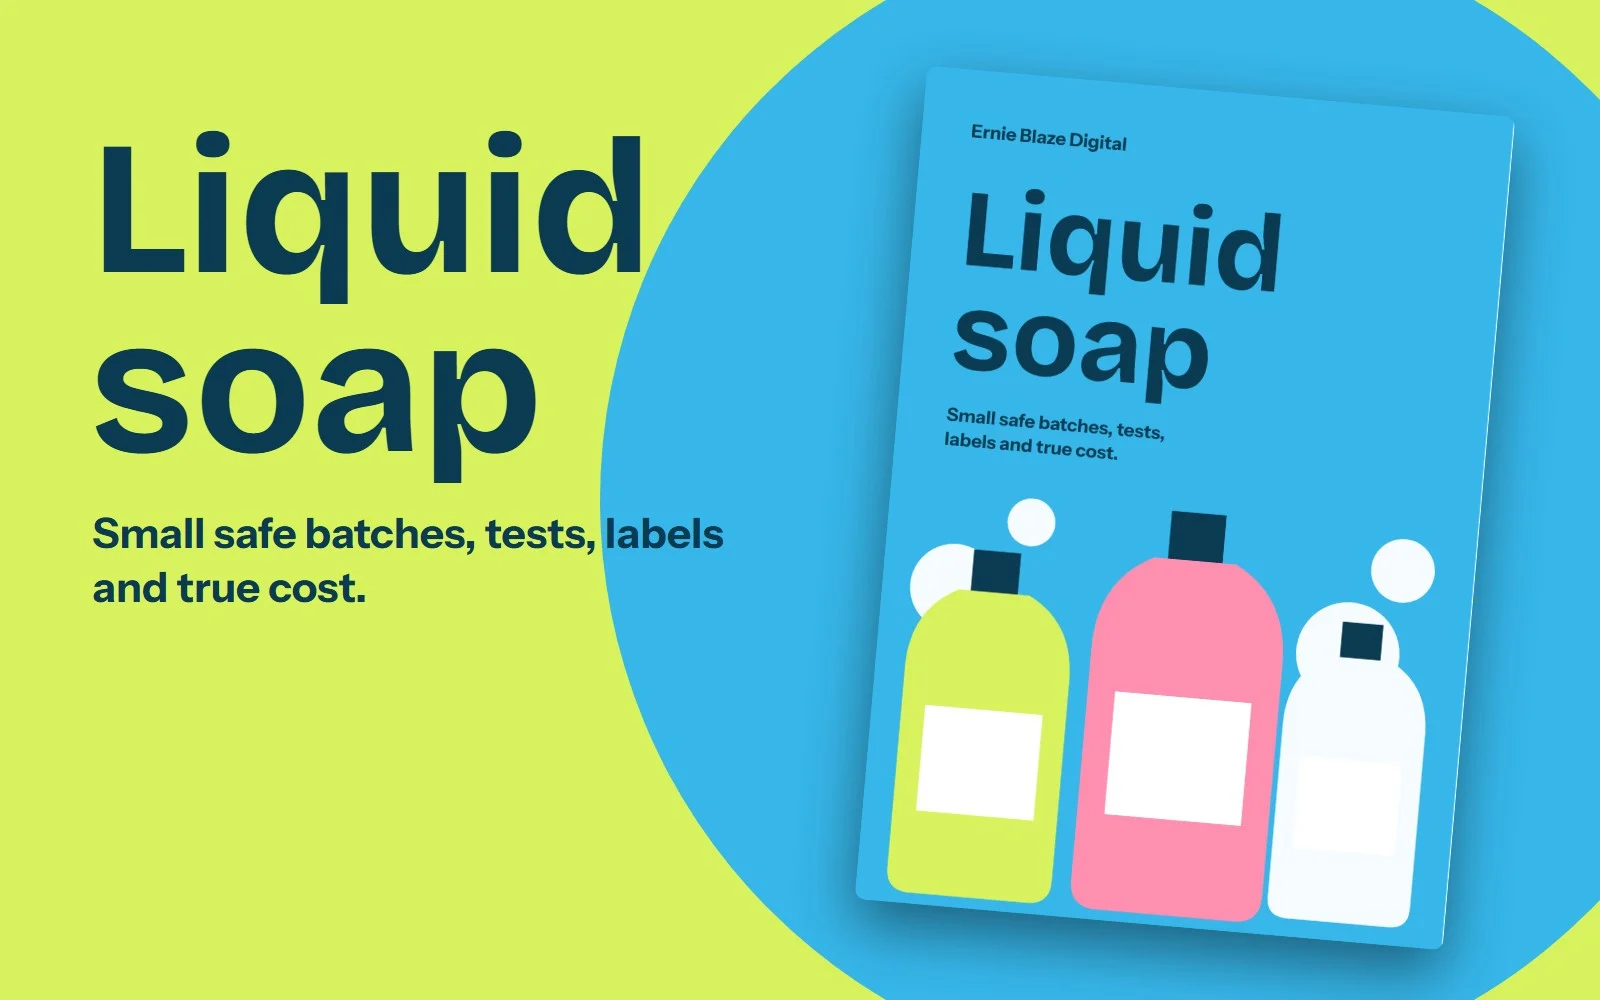 Liquid
soap
Small safe batches, tests, labels
and true cost.
Ernie Blaze Digital
Liquid
soap
Small safe batches, tests,
labels and true cost.